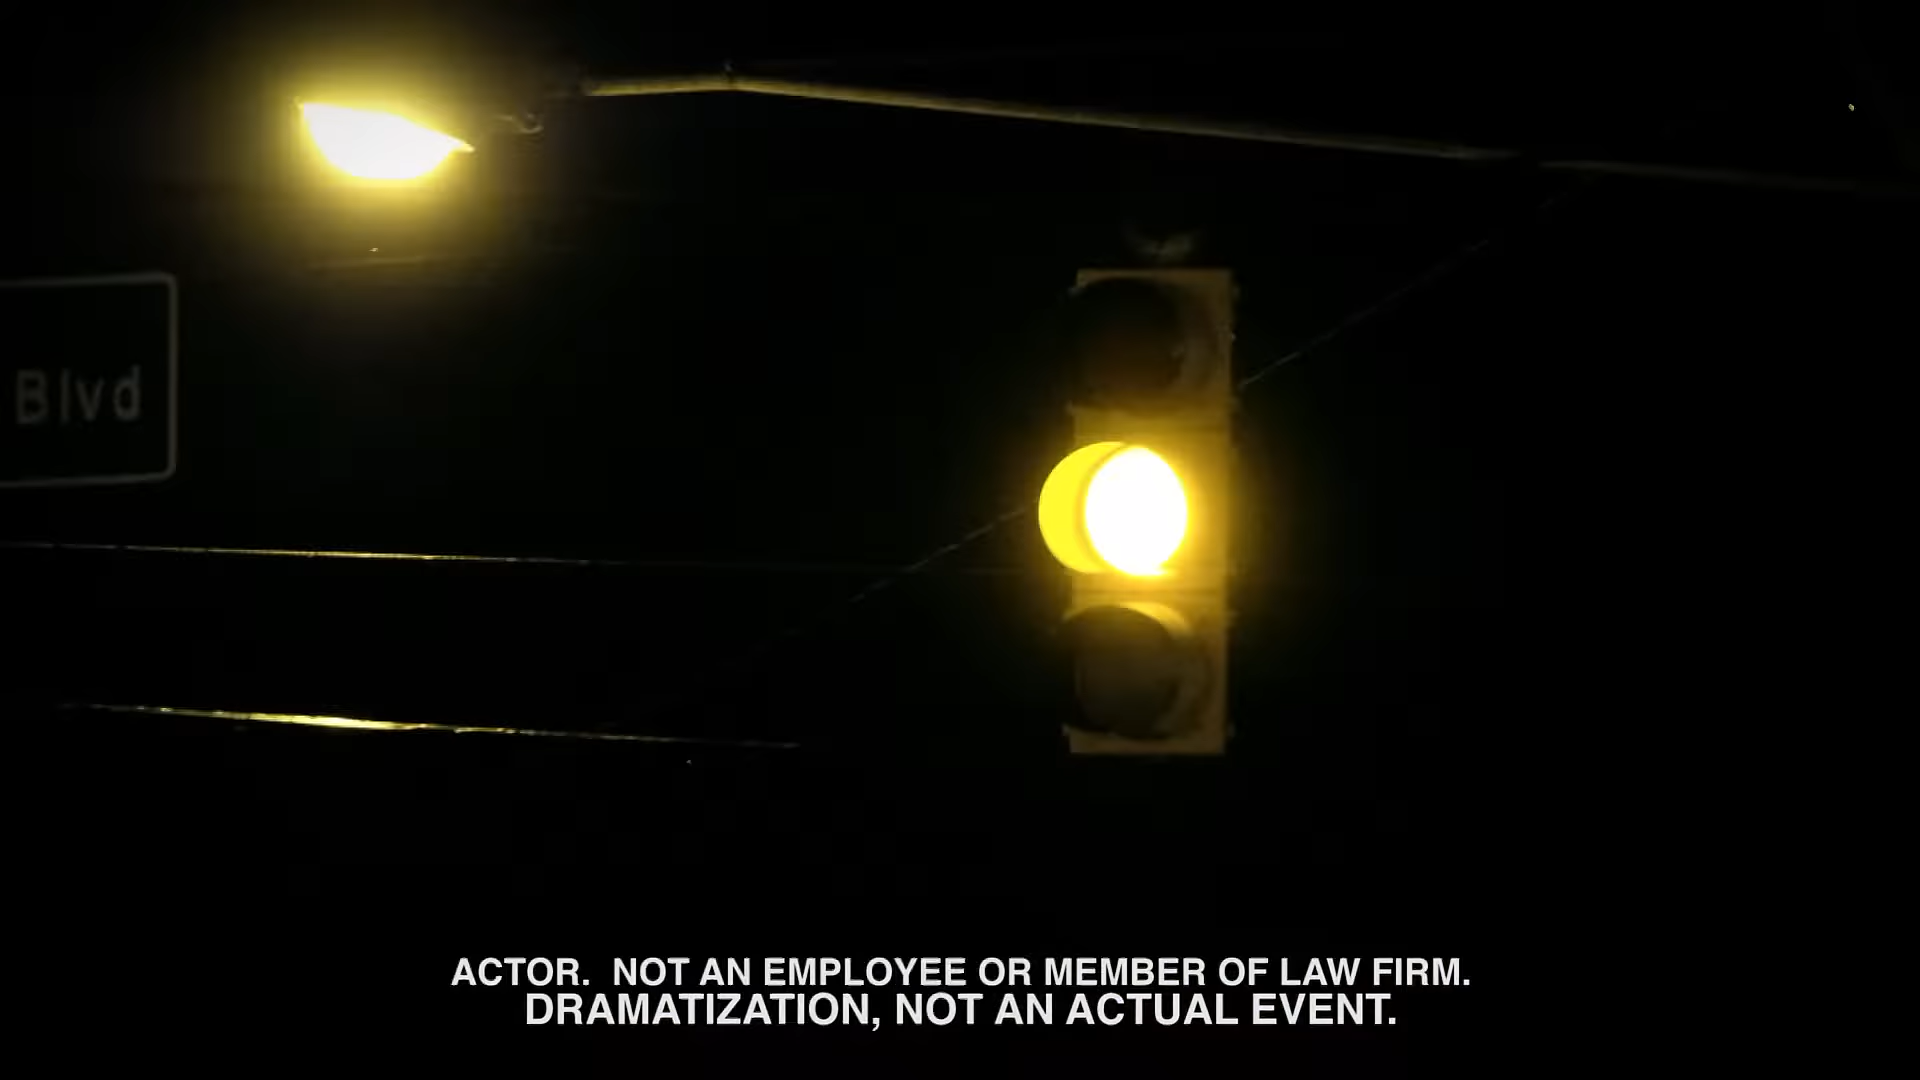 Blvd
ACTOR.  NOT AN EMPLOYEE OR MEMBER OF LAW FIRM.
DRAMATIZATION, NOT AN ACTUAL EVENT.